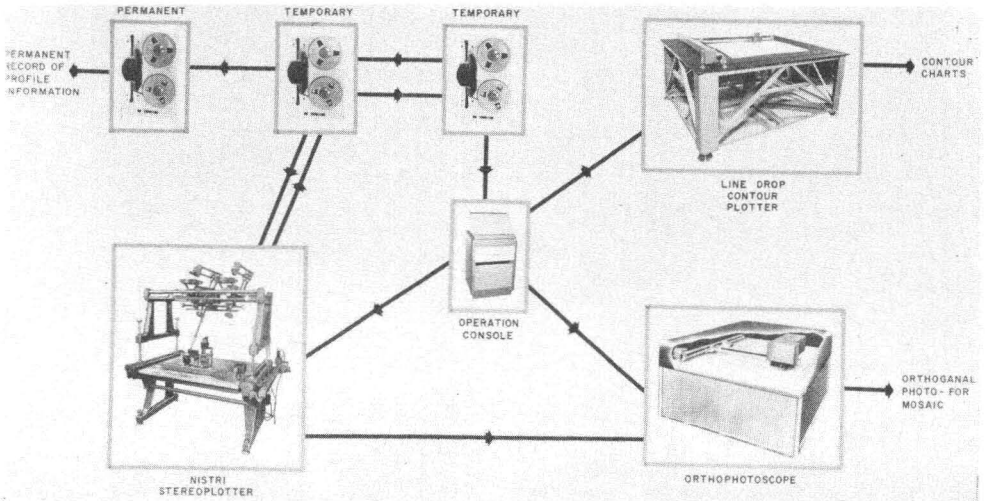 PERMANENT
TEMPORARY
TEMPORARY
PERMANENT
RECORD OF
PROFILE
INFORMATION
CONTOUR
CHARTS
LINE DROP
CONTOUR
PLOTTER
OPERATION
CONSOLE
ORTHOGANAL
PHOTO - FOR
MOSAIC
NISTRI
STEREOPLOTTER
ORTHOPHOTOSCOPE